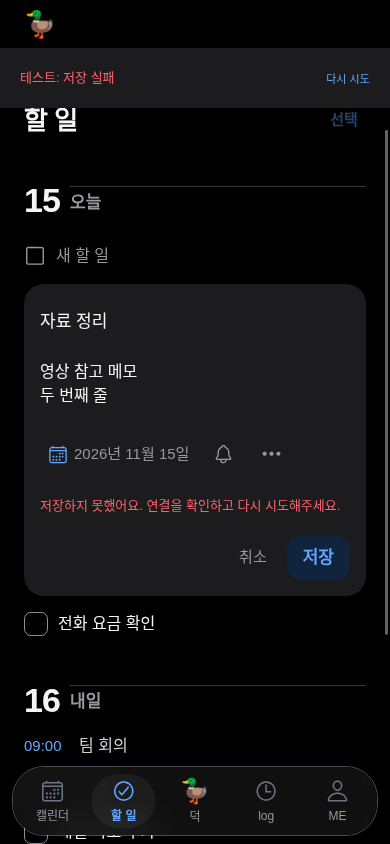 테스트: 저장 실패
다시 시도
할 일
선택
15 오늘
새 할 일
자료 정리
영상 참고 메모
두 번째 줄
2026년 11월 15일
저장하지 못했어요. 연결을 확인하고 다시 시도해주세요.
취소
저장
전화 요금 확인
16 내일
09:00 팀 회의
캘린더
할 일
덕
log
ME